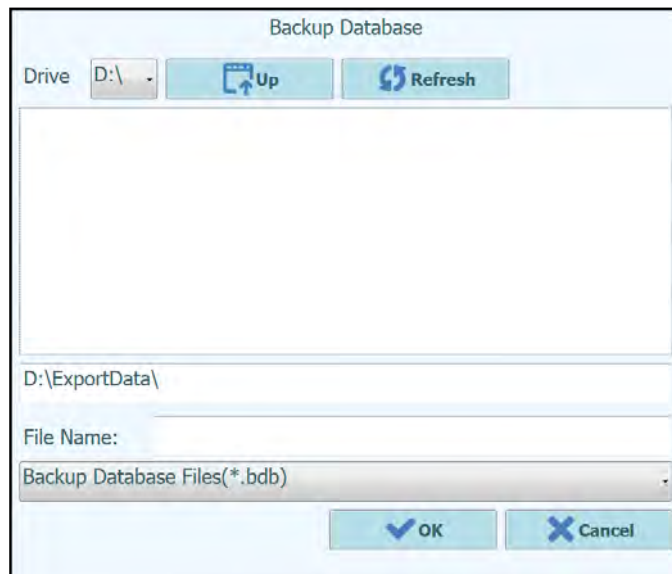 Backup Database
Drive D:\ Up Refresh
D:\ExportData\
File Name:
Backup Database Files(*.bdb)
OK Cancel